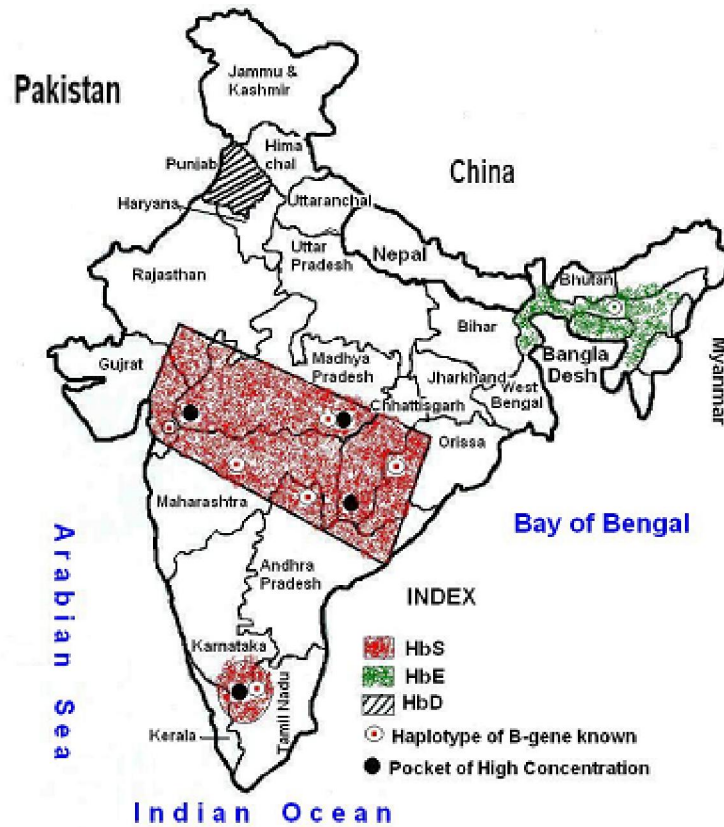 Jammu &
Kashmir
Pakistan
Hima
chal
Punjab
China
Uttaranchal
Haryana
Uttar
Pradesh
Nepal
Rajasthan
Bhutan
Bihar
Gujrat
Madhya
Pradesh
Bangla
Desh
Myanmar
Jharkhand
West
Bengal
Chhattisgarh
Orissa
Maharashtra
Bay of Bengal
Arabian Sea
Andhra
Pradesh
INDEX
Karnataka
HbS
HbE
HbD
Tamil Nadu
Kerala
Haplotype of B-gene known
Pocket of High Concentration
Indian Ocean